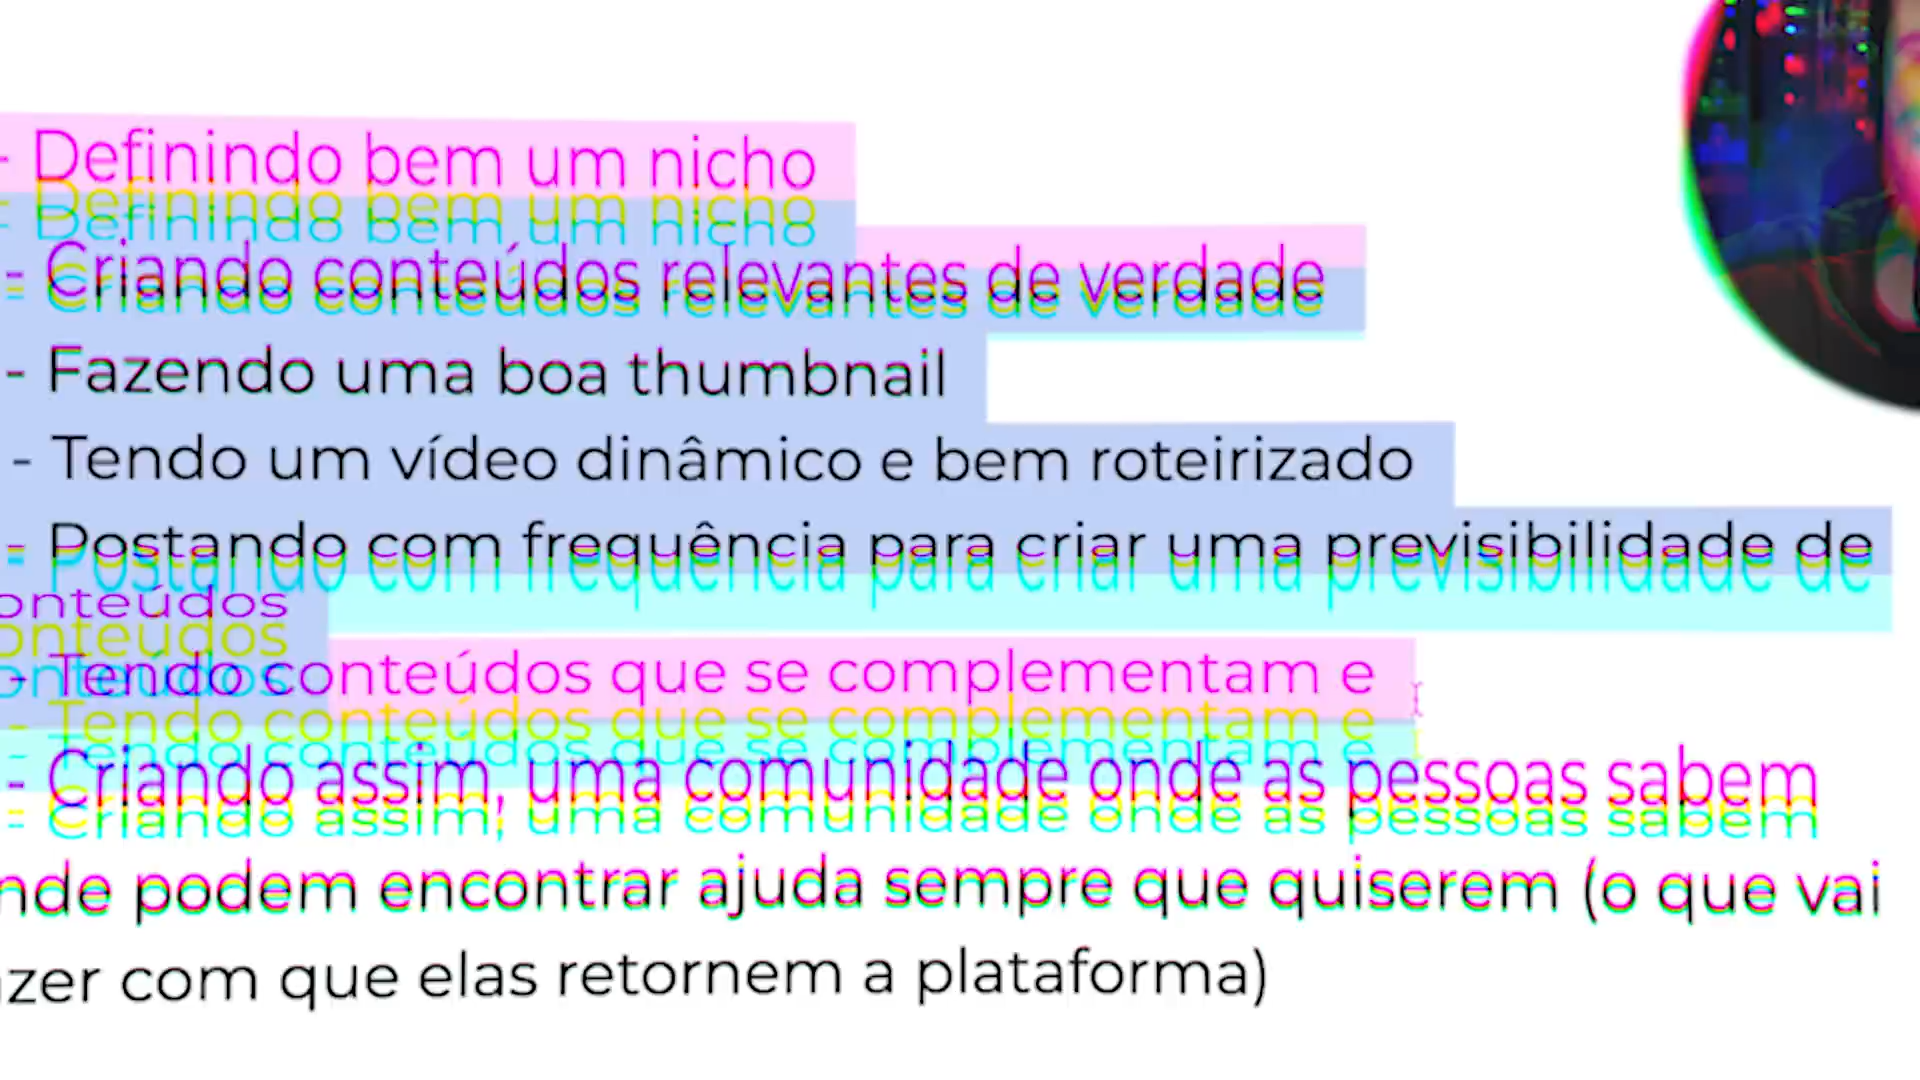 - Definindo bem um nicho
- Criando conteúdos relevantes de verdade
- Fazendo uma boa thumbnail
- Tendo um vídeo dinâmico e bem roteirizado
- Postando com frequência para criar uma previsibilidade de
onteúdos
- Tendo conteúdos que se complementam e
- Criando assim, uma comunidade onde as pessoas sabem
nde podem encontrar ajuda sempre que quiserem (o que vai
azer com que elas retornem a plataforma)